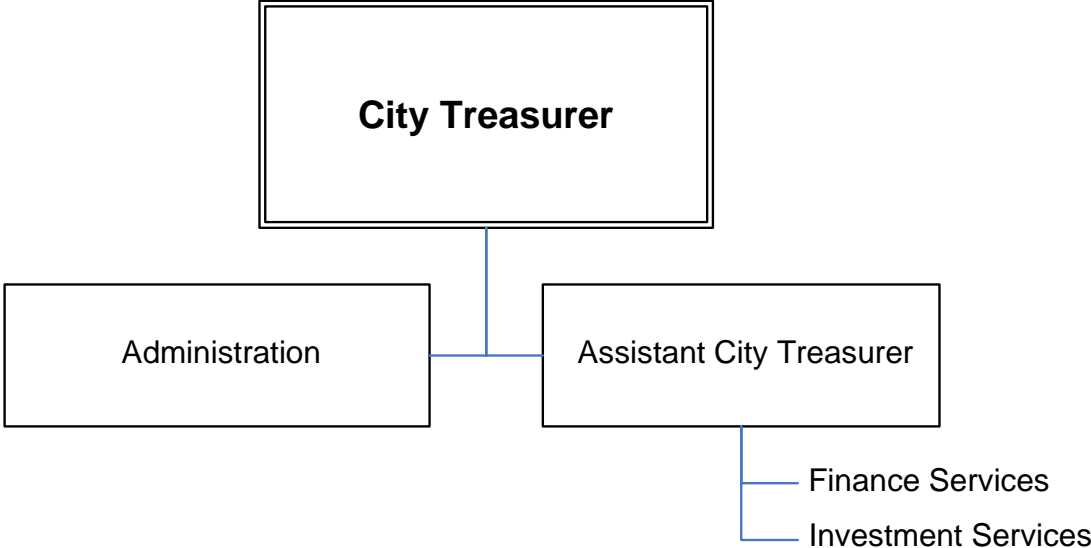 City Treasurer
Administration
Assistant City Treasurer
Finance Services
Investment Services